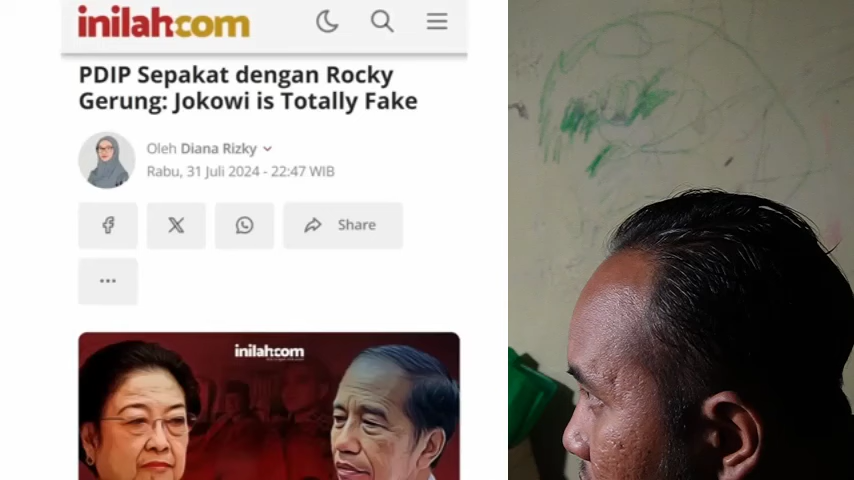 inilah.com
PDIP Sepakat dengan Rocky
Gerung: Jokowi is Totally Fake
Oleh Diana Rizky
Rabu, 31 Juli 2024 - 22:47 WIB
Share
inilah.com